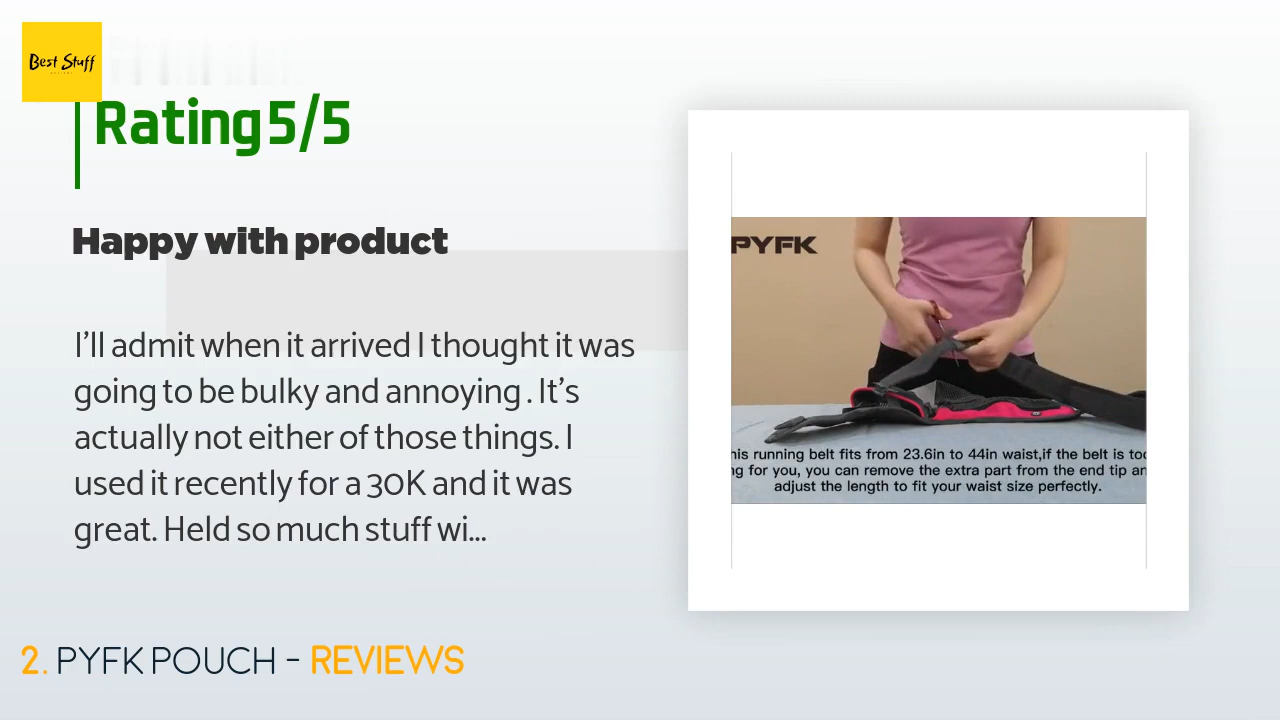 Best Stuff
Rating 5/5
Happy with product
I'll admit when it arrived I thought it was
going to be bulky and annoying . It's
actually not either of those things. I
used it recently for a 30K and it was
great. Held so much stuff wi...
PYFK
his running belt fits from 23.6in to 44in waist,if the belt is too
ng for you, you can remove the extra part from the end tip an
adjust the length to fit your waist size perfectly.
2. PYFK POUCH - REVIEWS